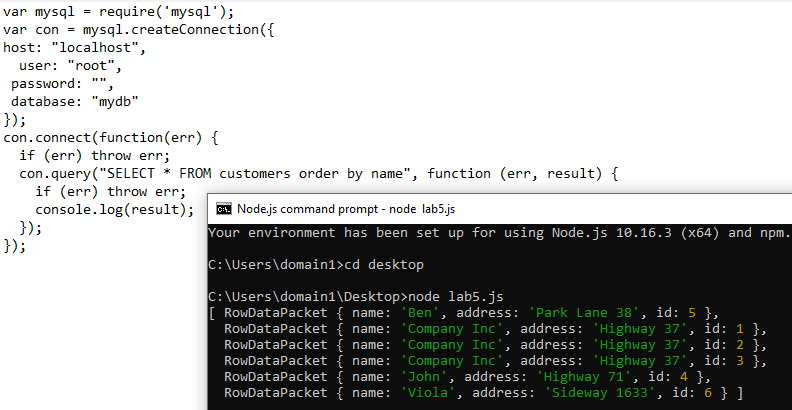 var mysql = require('mysql');
var con = mysql.createConnection({
host: "localhost",
  user: "root",
 password: "",
 database: "mydb"
});
con.connect(function(err) {
  if (err) throw err;
  con.query("SELECT * FROM customers order by name", function (err, result) {
    if (err) throw err;
    console.log(result);
  });
});
Node.js command prompt - node lab5.js
Your environment has been set up for using Node.js 10.16.3 (x64) and npm.
C:\Users\domain1>cd desktop
C:\Users\domain1\Desktop>node lab5.js
[ RowDataPacket { name: 'Ben', address: 'Park Lane 38', id: 5 },
  RowDataPacket { name: 'Company Inc', address: 'Highway 37', id: 1 },
  RowDataPacket { name: 'Company Inc', address: 'Highway 37', id: 2 },
  RowDataPacket { name: 'Company Inc', address: 'Highway 37', id: 3 },
  RowDataPacket { name: 'John', address: 'Highway 71', id: 4 },
  RowDataPacket { name: 'Viola', address: 'Sideway 1633', id: 6 } ]